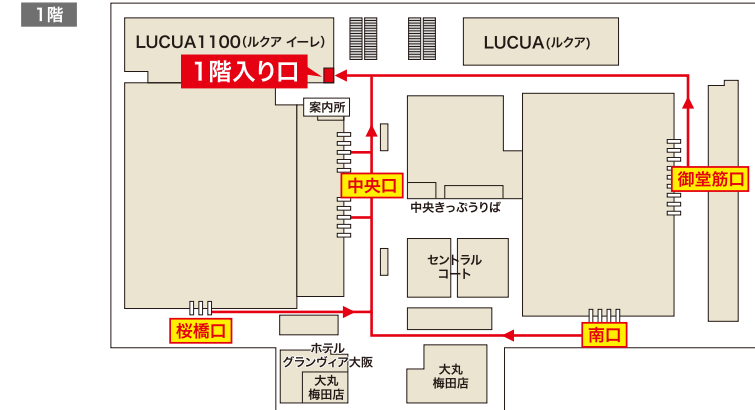 1階
LUCUA1100(ルクア イーレ)
LUCUA(ルクア)
1階入り口
案内所
中央口
御堂筋口
中央きっぷうりば
セントラル
コート
桜橋口
南口
ホテル
グランヴィア大阪
大丸
梅田店
大丸
梅田店